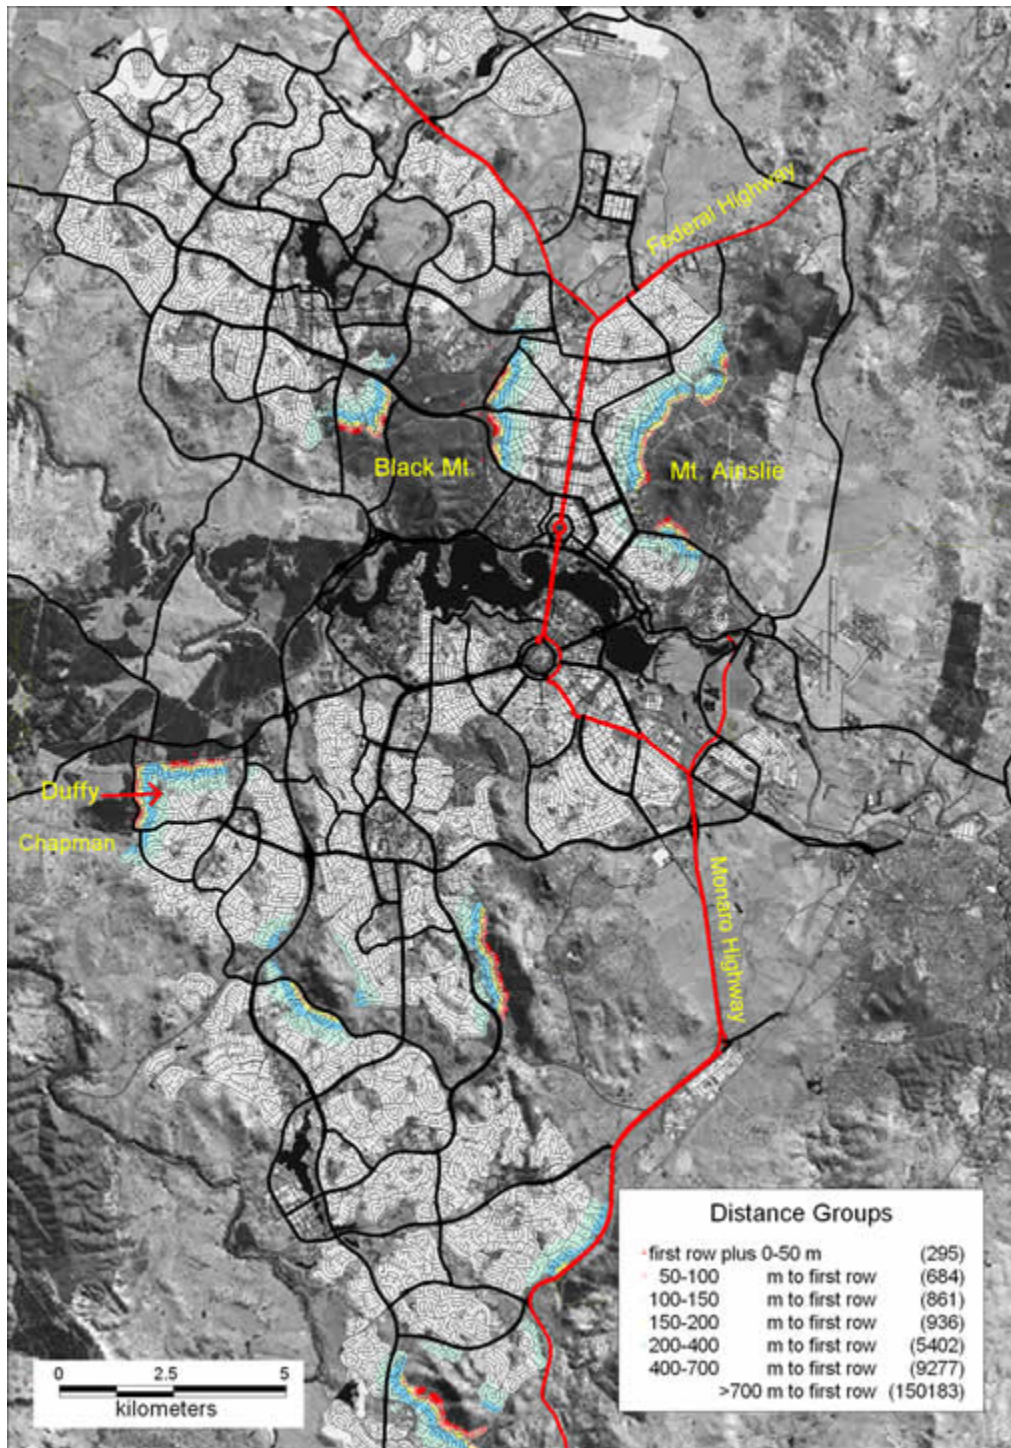 Federal Highway
Black Mt.
Mt. Ainslie
Duffy
Chapman
Monaro Highway
Distance Groups
first row plus 0-50 m (295)
50-100 m to first row (684)
100-150 m to first row (861)
150-200 m to first row (936)
200-400 m to first row (5402)
400-700 m to first row (9277)
>700 m to first row (150183)
0 2.5 5
kilometers